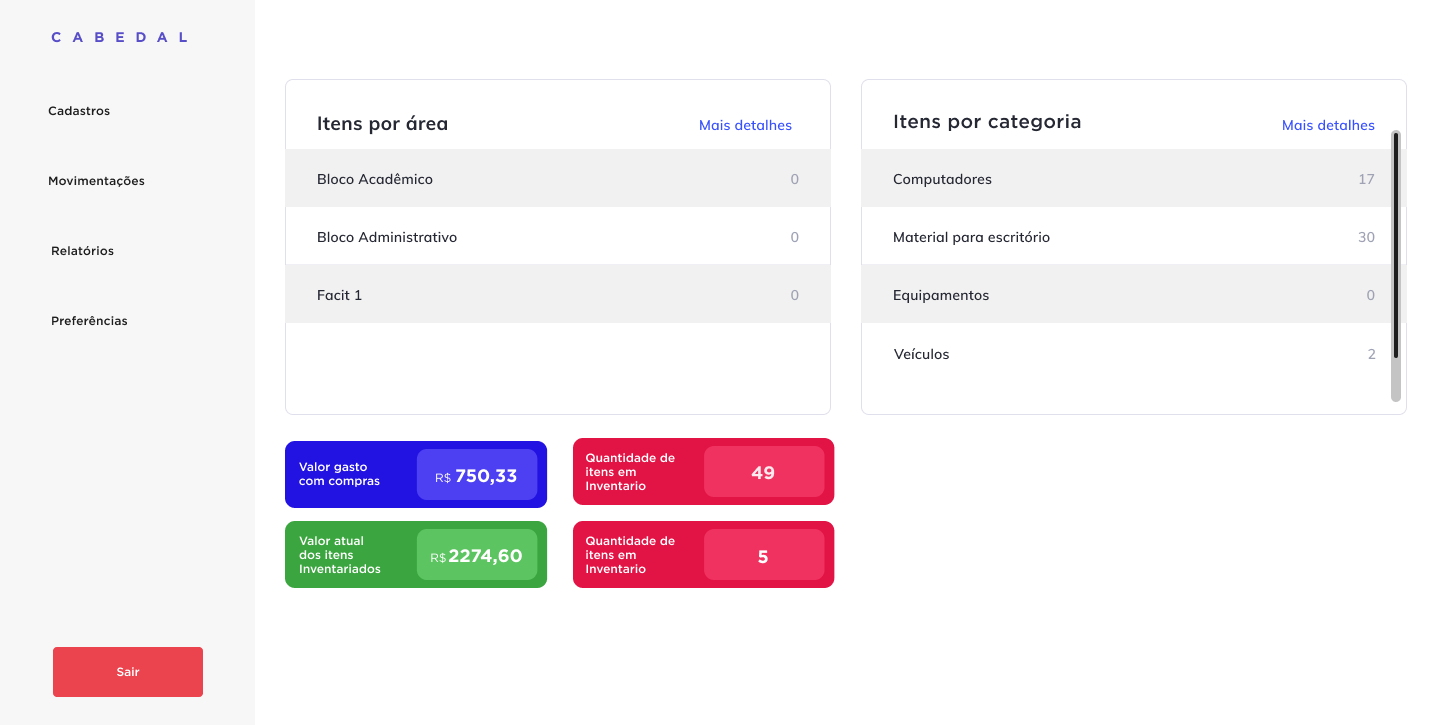 C A B E D A L
Cadastros
Movimentações
Relatórios
Preferências
Sair
Itens por área
Mais detalhes
Bloco Acadêmico 0
Bloco Administrativo 0
Facit 1 0
Itens por categoria
Mais detalhes
Computadores 17
Material para escritório 30
Equipamentos 0
Veículos 2
Valor gasto
com compras
R$ 750,33
Quantidade de
itens em
Inventario
49
Valor atual
dos itens
Inventariados
R$ 2274,60
Quantidade de
itens em
Inventario
5